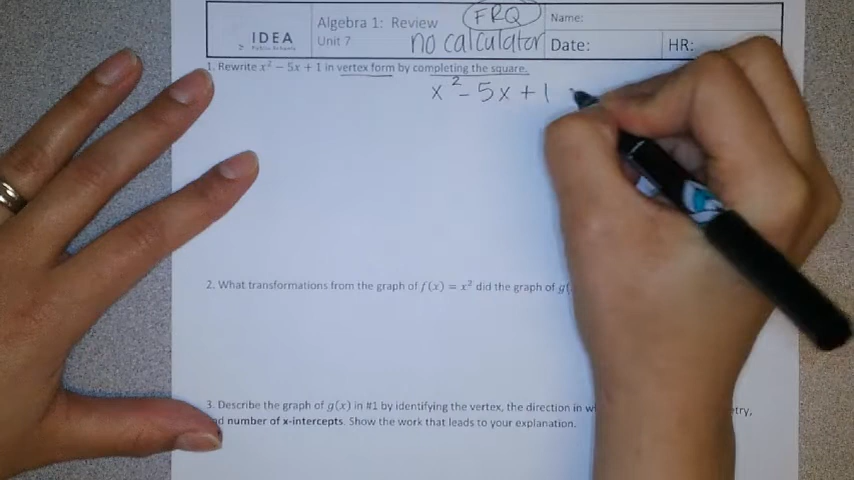 IDEA
Public Schools
Algebra 1: Review
Unit 7
FRQ
no calculator
Name:
Date:
HR:
1. Rewrite x² − 5x + 1 in vertex form by completing the square.
x² - 5x + 1
2. What transformations from the graph of f(x) = x² did the graph of g(
3. Describe the graph of g(x) in #1 by identifying the vertex, the direction in
number of x-intercepts. Show the work that leads to your explanation.